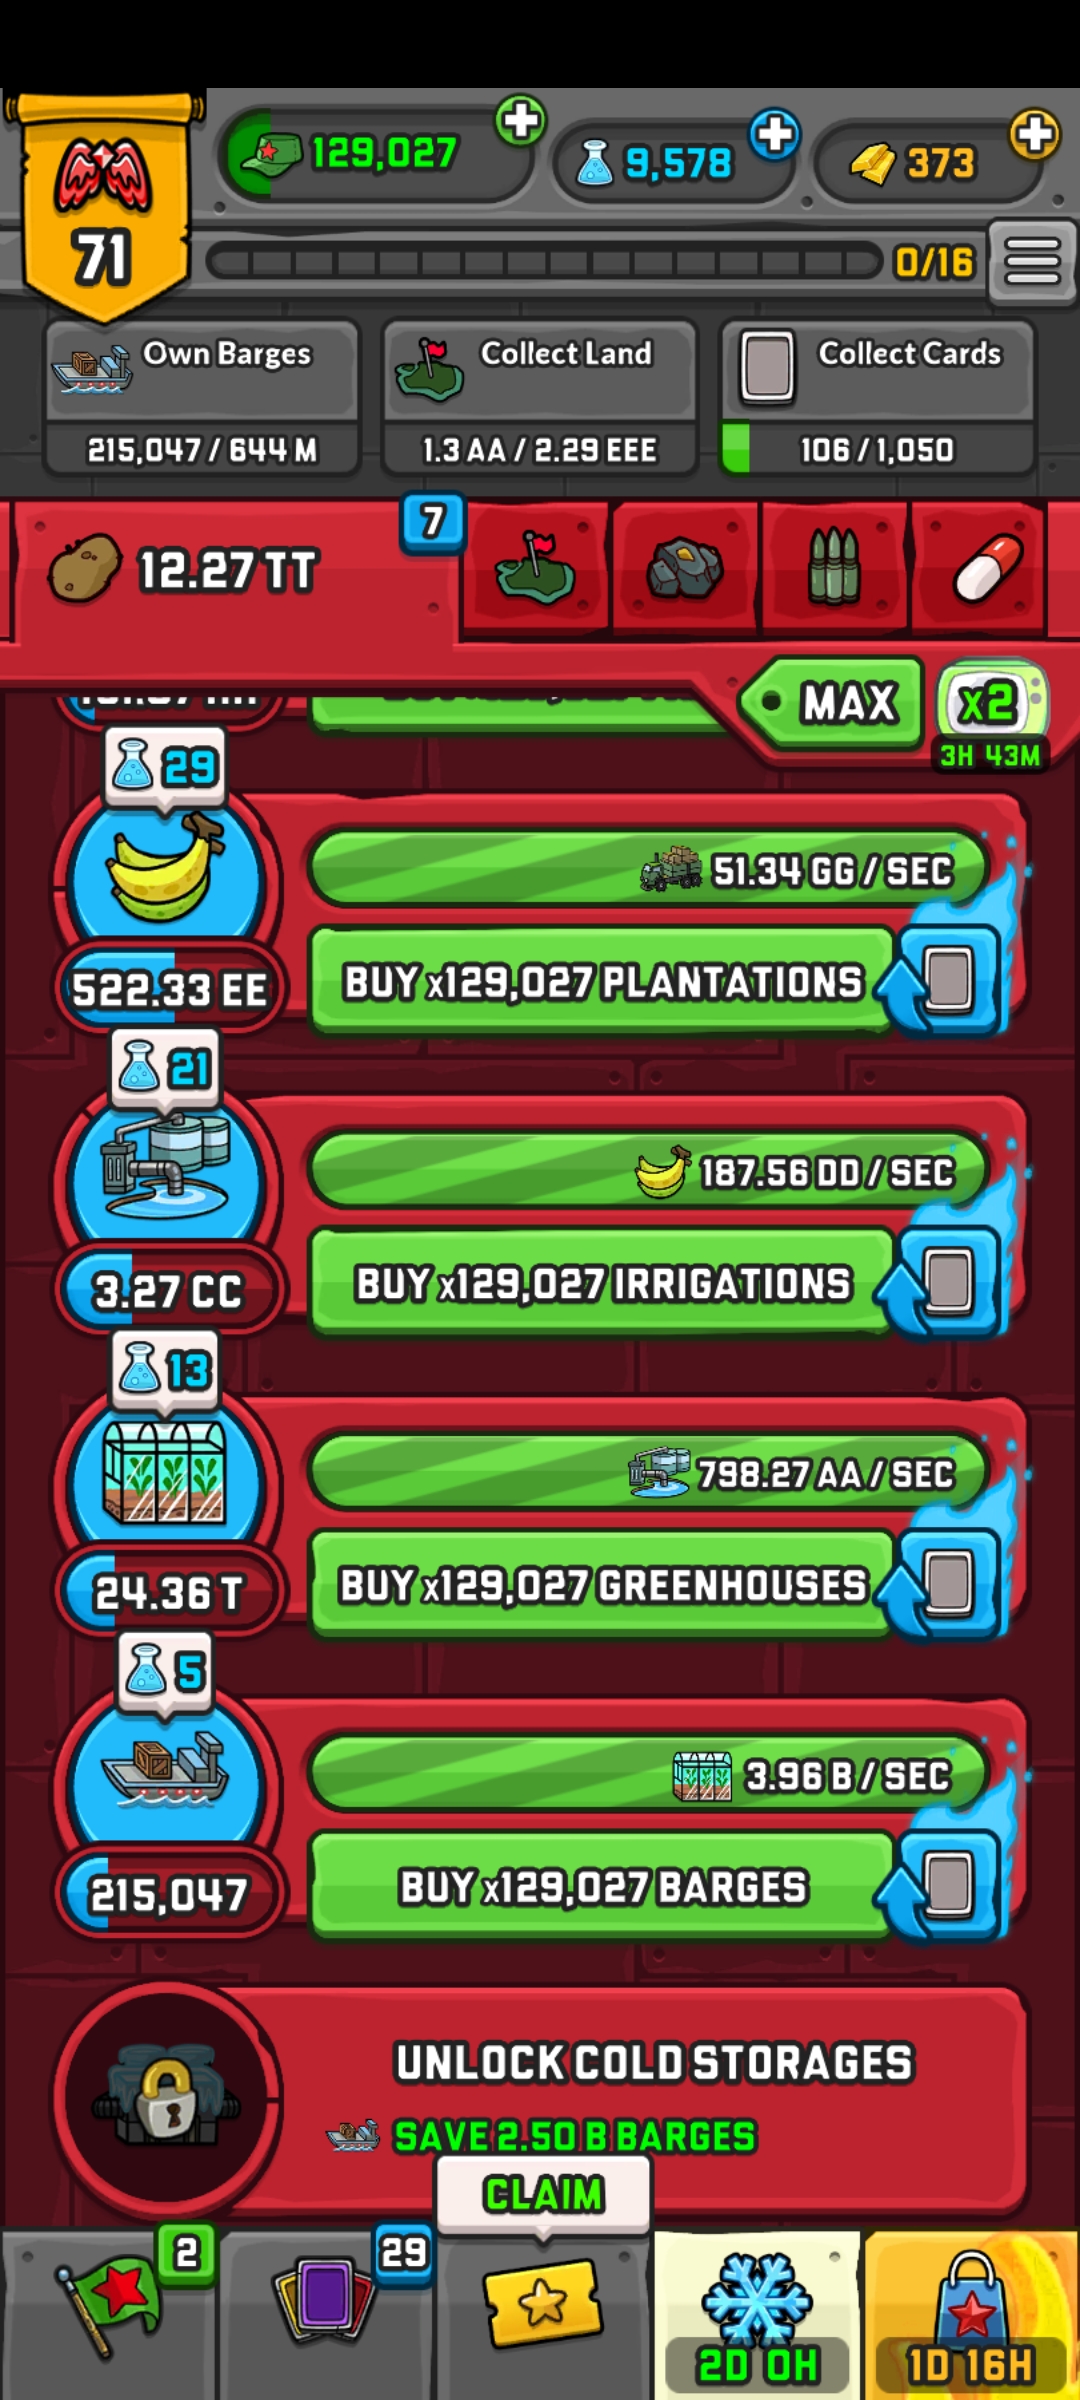 129,027
9,578
373
71
0/16
Own Barges
215,047 / 644 M
Collect Land
1.3 AA / 2.29 EEE
Collect Cards
106 / 1,050
12.27 TT
7
MAX
x2
3H 43M
29
51.34 GG / SEC
522.33 EE
BUY x129,027 PLANTATIONS
21
187.56 DD / SEC
3.27 CC
BUY x129,027 IRRIGATIONS
13
798.27 AA / SEC
24.36 T
BUY x129,027 GREENHOUSES
5
3.96 B / SEC
215,047
BUY x129,027 BARGES
UNLOCK COLD STORAGES
SAVE 2.50 B BARGES
CLAIM
2
29
2D 0H
1D 16H